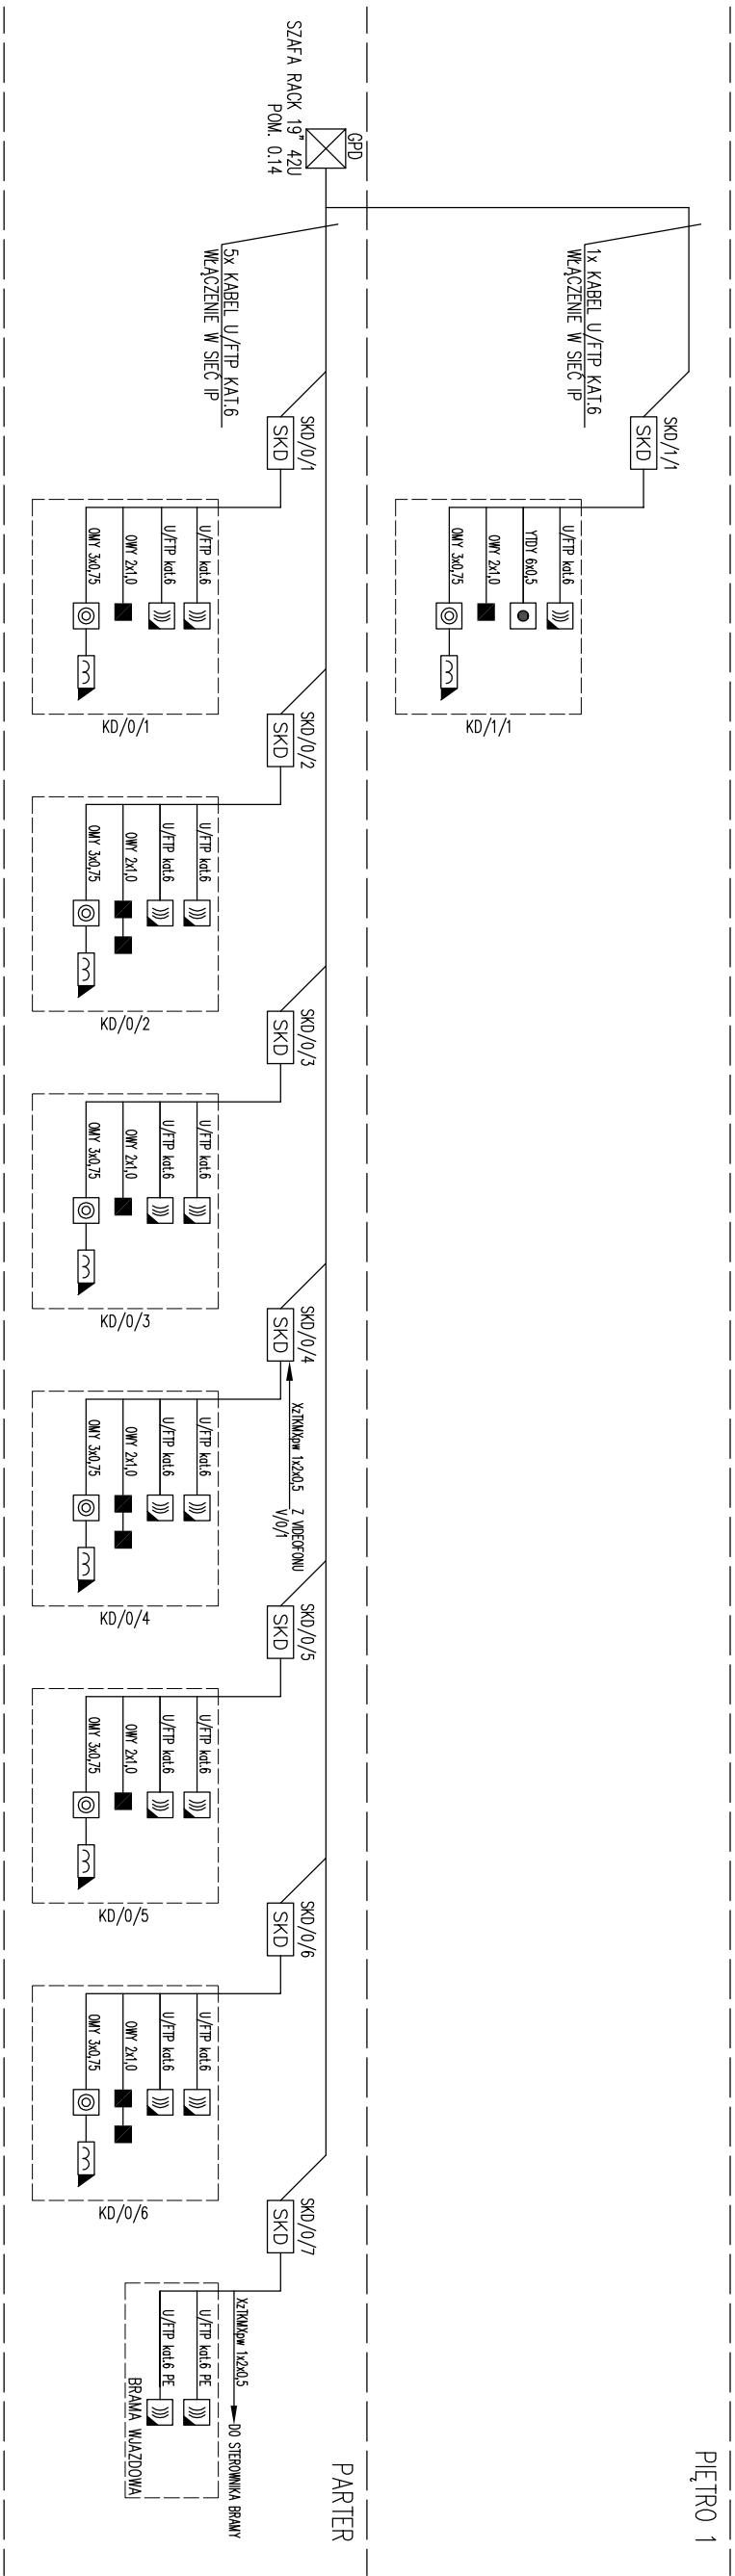 PIĘTRO 1
1x KABEL U/FTP KAT.6
WŁĄCZENIE W SIEĆ IP
SKD/1/1
SKD
U/FTP kat.6
YTDY 6x0,5
OWY 2x1,0
OMY 3x0,75
KD/1/1
PARTER
GPD
SZAFA RACK 19" 42U
POM. 0.14
5x KABEL U/FTP KAT.6
WŁĄCZENIE W SIEĆ IP
SKD/0/1
SKD
U/FTP kat.6
U/FTP kat.6
OWY 2x1,0
OMY 3x0,75
KD/0/1
SKD/0/2
SKD
U/FTP kat.6
U/FTP kat.6
OWY 2x1,0
OMY 3x0,75
KD/0/2
SKD/0/3
SKD
U/FTP kat.6
U/FTP kat.6
OWY 2x1,0
OMY 3x0,75
KD/0/3
SKD/0/4
SKD
XzTKMXpw 1x2x0,5
Z VIDEOFONU
V/0/1
U/FTP kat.6
U/FTP kat.6
OWY 2x1,0
OMY 3x0,75
KD/0/4
SKD/0/5
SKD
U/FTP kat.6
U/FTP kat.6
OWY 2x1,0
OMY 3x0,75
KD/0/5
SKD/0/6
SKD
U/FTP kat.6
U/FTP kat.6
OWY 2x1,0
OMY 3x0,75
KD/0/6
SKD/0/7
SKD
XzTKMXpw 1x2x0,5
DO STEROWNIKA BRAMY
U/FTP kat.6 PE
U/FTP kat.6 PE
BRAMA WJAZDOWA